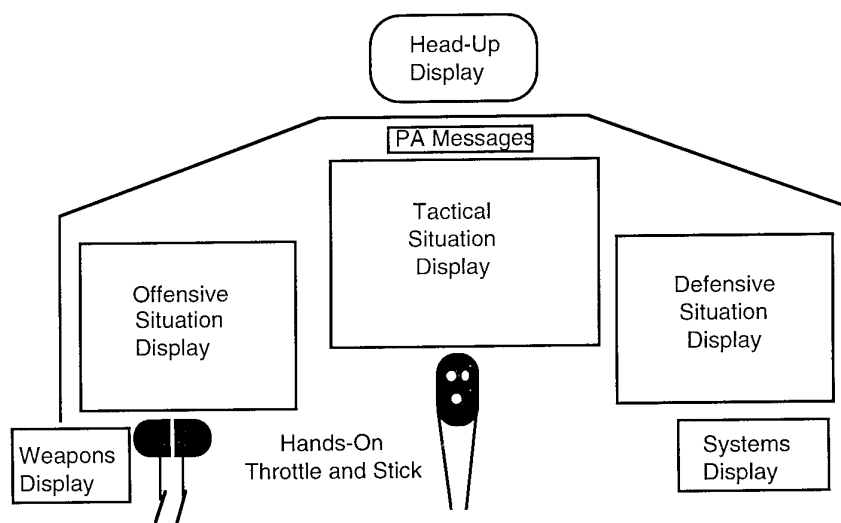 Head-Up
Display
PA Messages
Tactical
Situation
Display
Offensive
Situation
Display
Defensive
Situation
Display
Weapons
Display
Hands-On
Throttle and Stick
Systems
Display